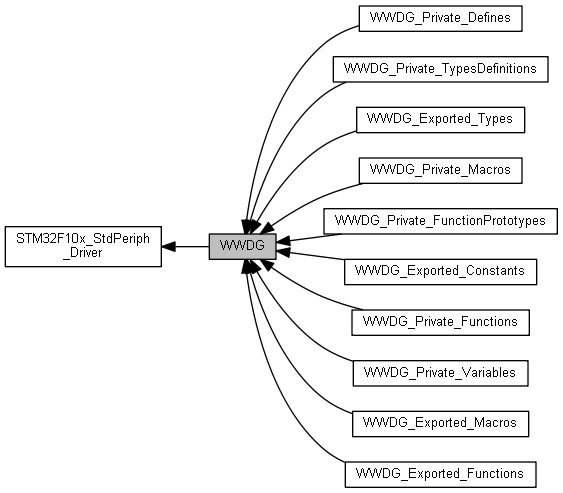 WWDG_Private_Defines
WWDG_Private_TypesDefinitions
WWDG_Exported_Types
WWDG_Private_Macros
WWDG_Private_FunctionPrototypes
STM32F10x_StdPeriph
_Driver
WWDG
WWDG_Exported_Constants
WWDG_Private_Functions
WWDG_Private_Variables
WWDG_Exported_Macros
WWDG_Exported_Functions